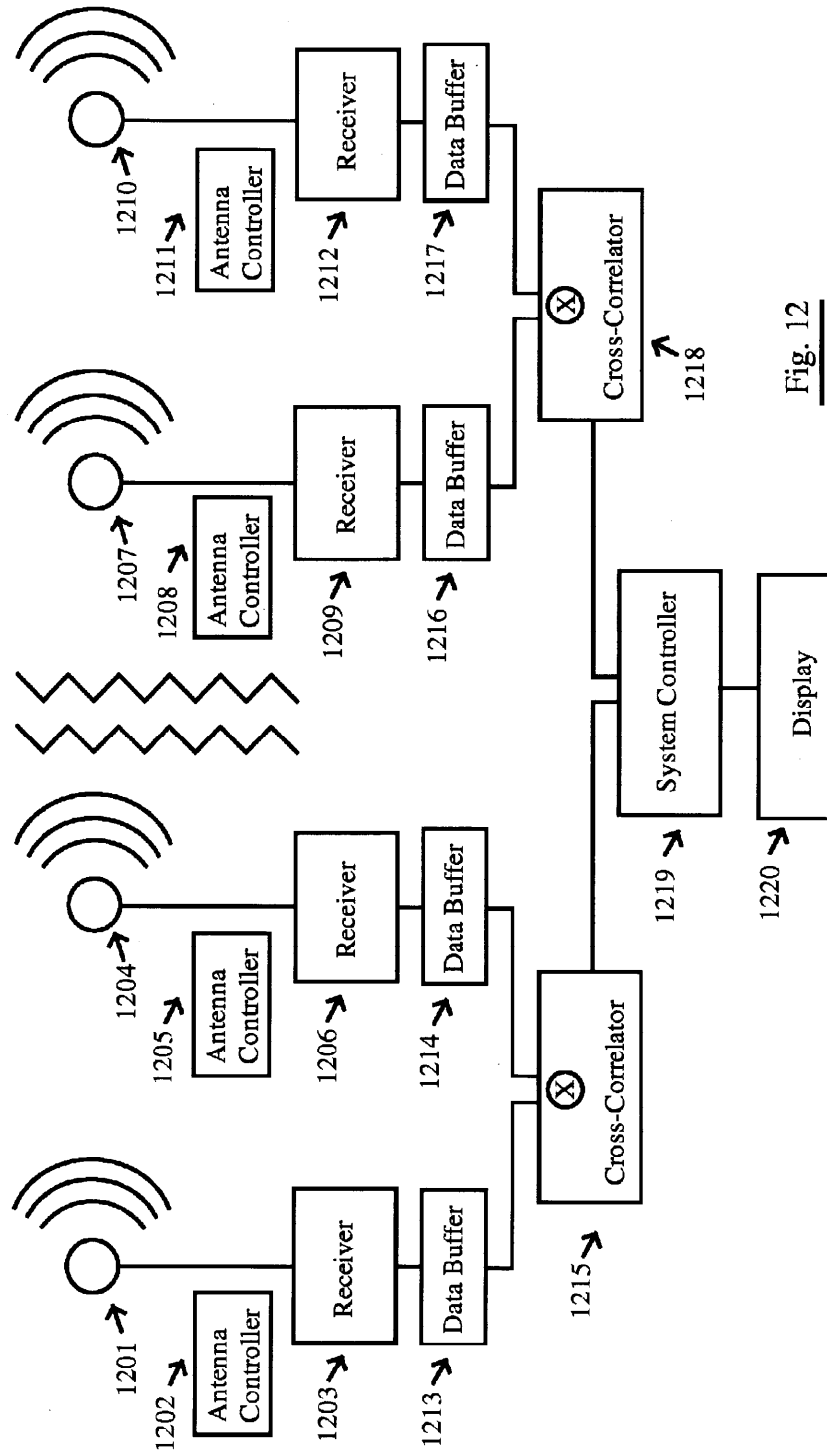 1201
1204
1207
1210
1202
Antenna
Controller
1205
Antenna
Controller
1208
Antenna
Controller
1211
Antenna
Controller
1203
Receiver
1206
Receiver
1209
Receiver
1212
Receiver
1213
Data Buffer
1214
Data Buffer
1216
Data Buffer
1217
Data Buffer
X
Cross-Correlator
1215
X
Cross-Correlator
1218
System Controller
1219
Display
1220
Fig. 12